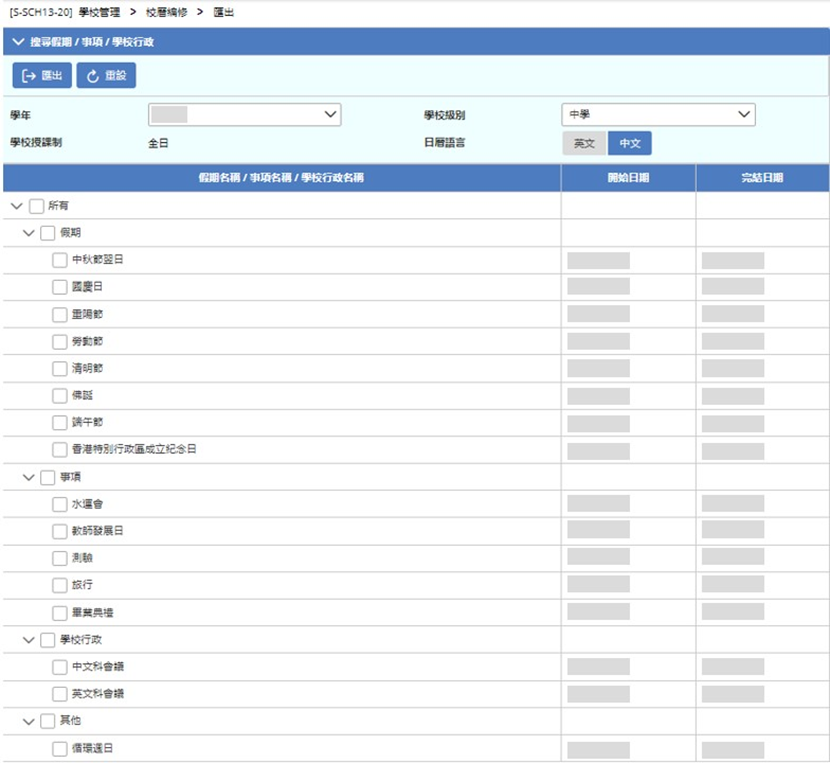 [S-SCH13-20] 學校管理 > 校曆編修 > 匯出
搜尋假期 / 事項 / 學校行政
匯出 重設
學年 學校級別 中學
學校授課制 全日 日曆語言 英文 中文
假期名稱 / 事項名稱 / 學校行政名稱 開始日期 完結日期
所有
假期
中秋節翌日
國慶日
重陽節
勞動節
清明節
佛誕
端午節
香港特別行政區成立紀念日
事項
水運會
教師發展日
測驗
旅行
畢業典禮
學校行政
中文科會議
英文科會議
其他
循環週日